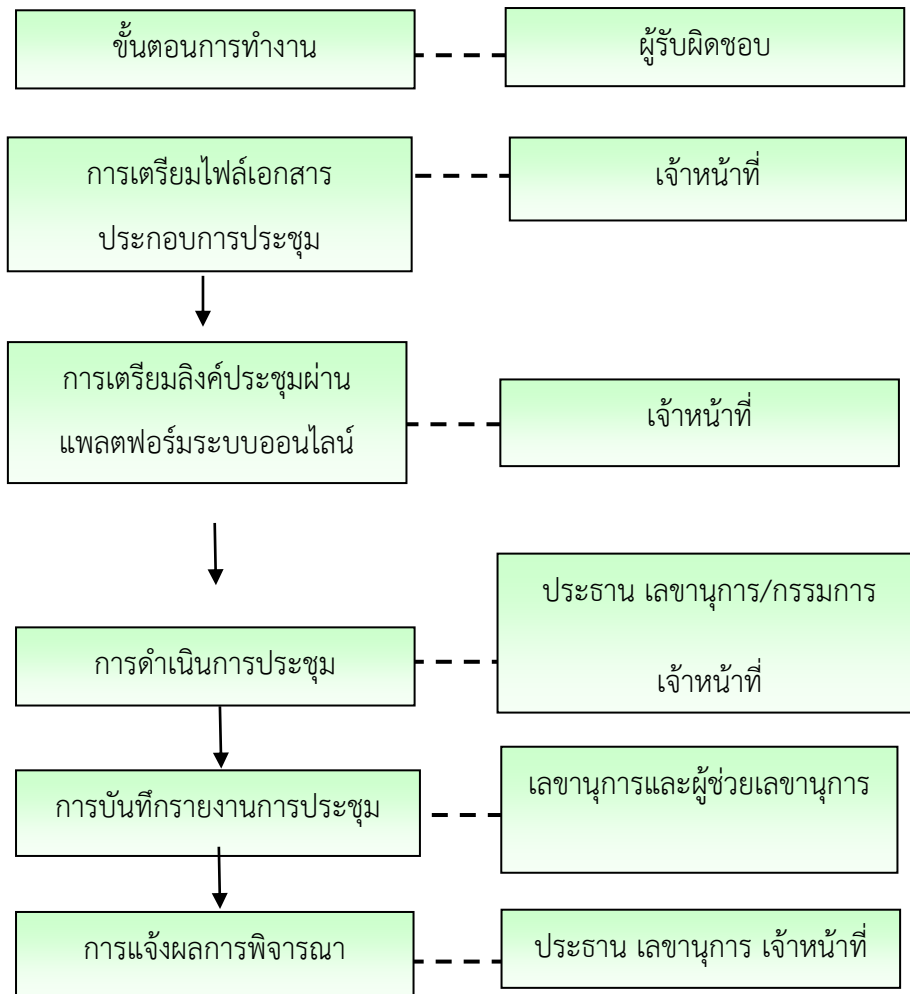 ขั้นตอนการทำงาน
ผู้รับผิดชอบ
การเตรียมไฟล์เอกสาร
ประกอบการประชุม
เจ้าหน้าที่
การเตรียมลิงค์ประชุมผ่าน
แพลตฟอร์มระบบออนไลน์
เจ้าหน้าที่
การดำเนินการประชุม
ประธาน เลขานุการ/กรรมการ
เจ้าหน้าที่
การบันทึกรายงานการประชุม
เลขานุการและผู้ช่วยเลขานุการ
การแจ้งผลการพิจารณา
ประธาน เลขานุการ เจ้าหน้าที่